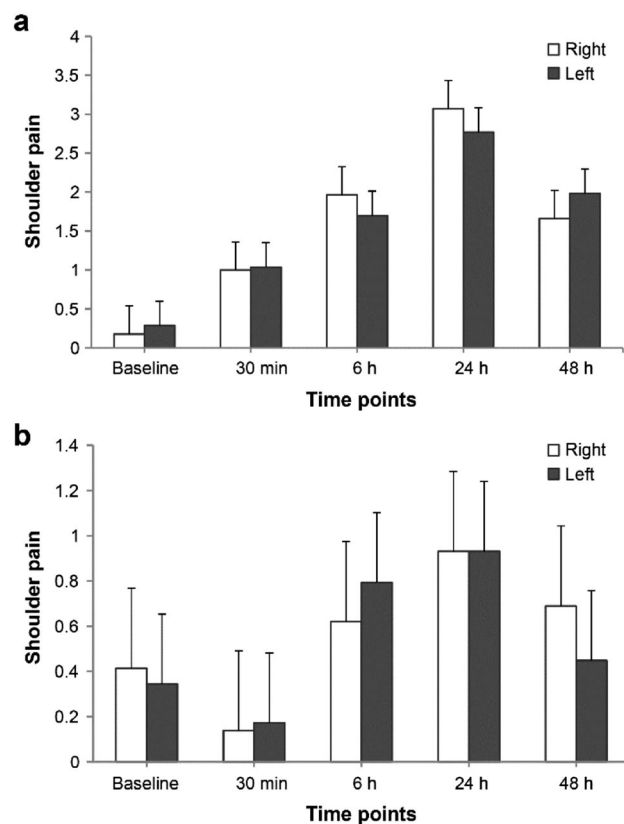 a
4
3.5
3
2.5
2
1.5
1
0.5
0
Shoulder pain
Right
Left
Baseline 30 min 6 h 24 h 48 h
Time points
b
1.4
1.2
1
0.8
0.6
0.4
0.2
0
Shoulder pain
Right
Left
Baseline 30 min 6 h 24 h 48 h
Time points